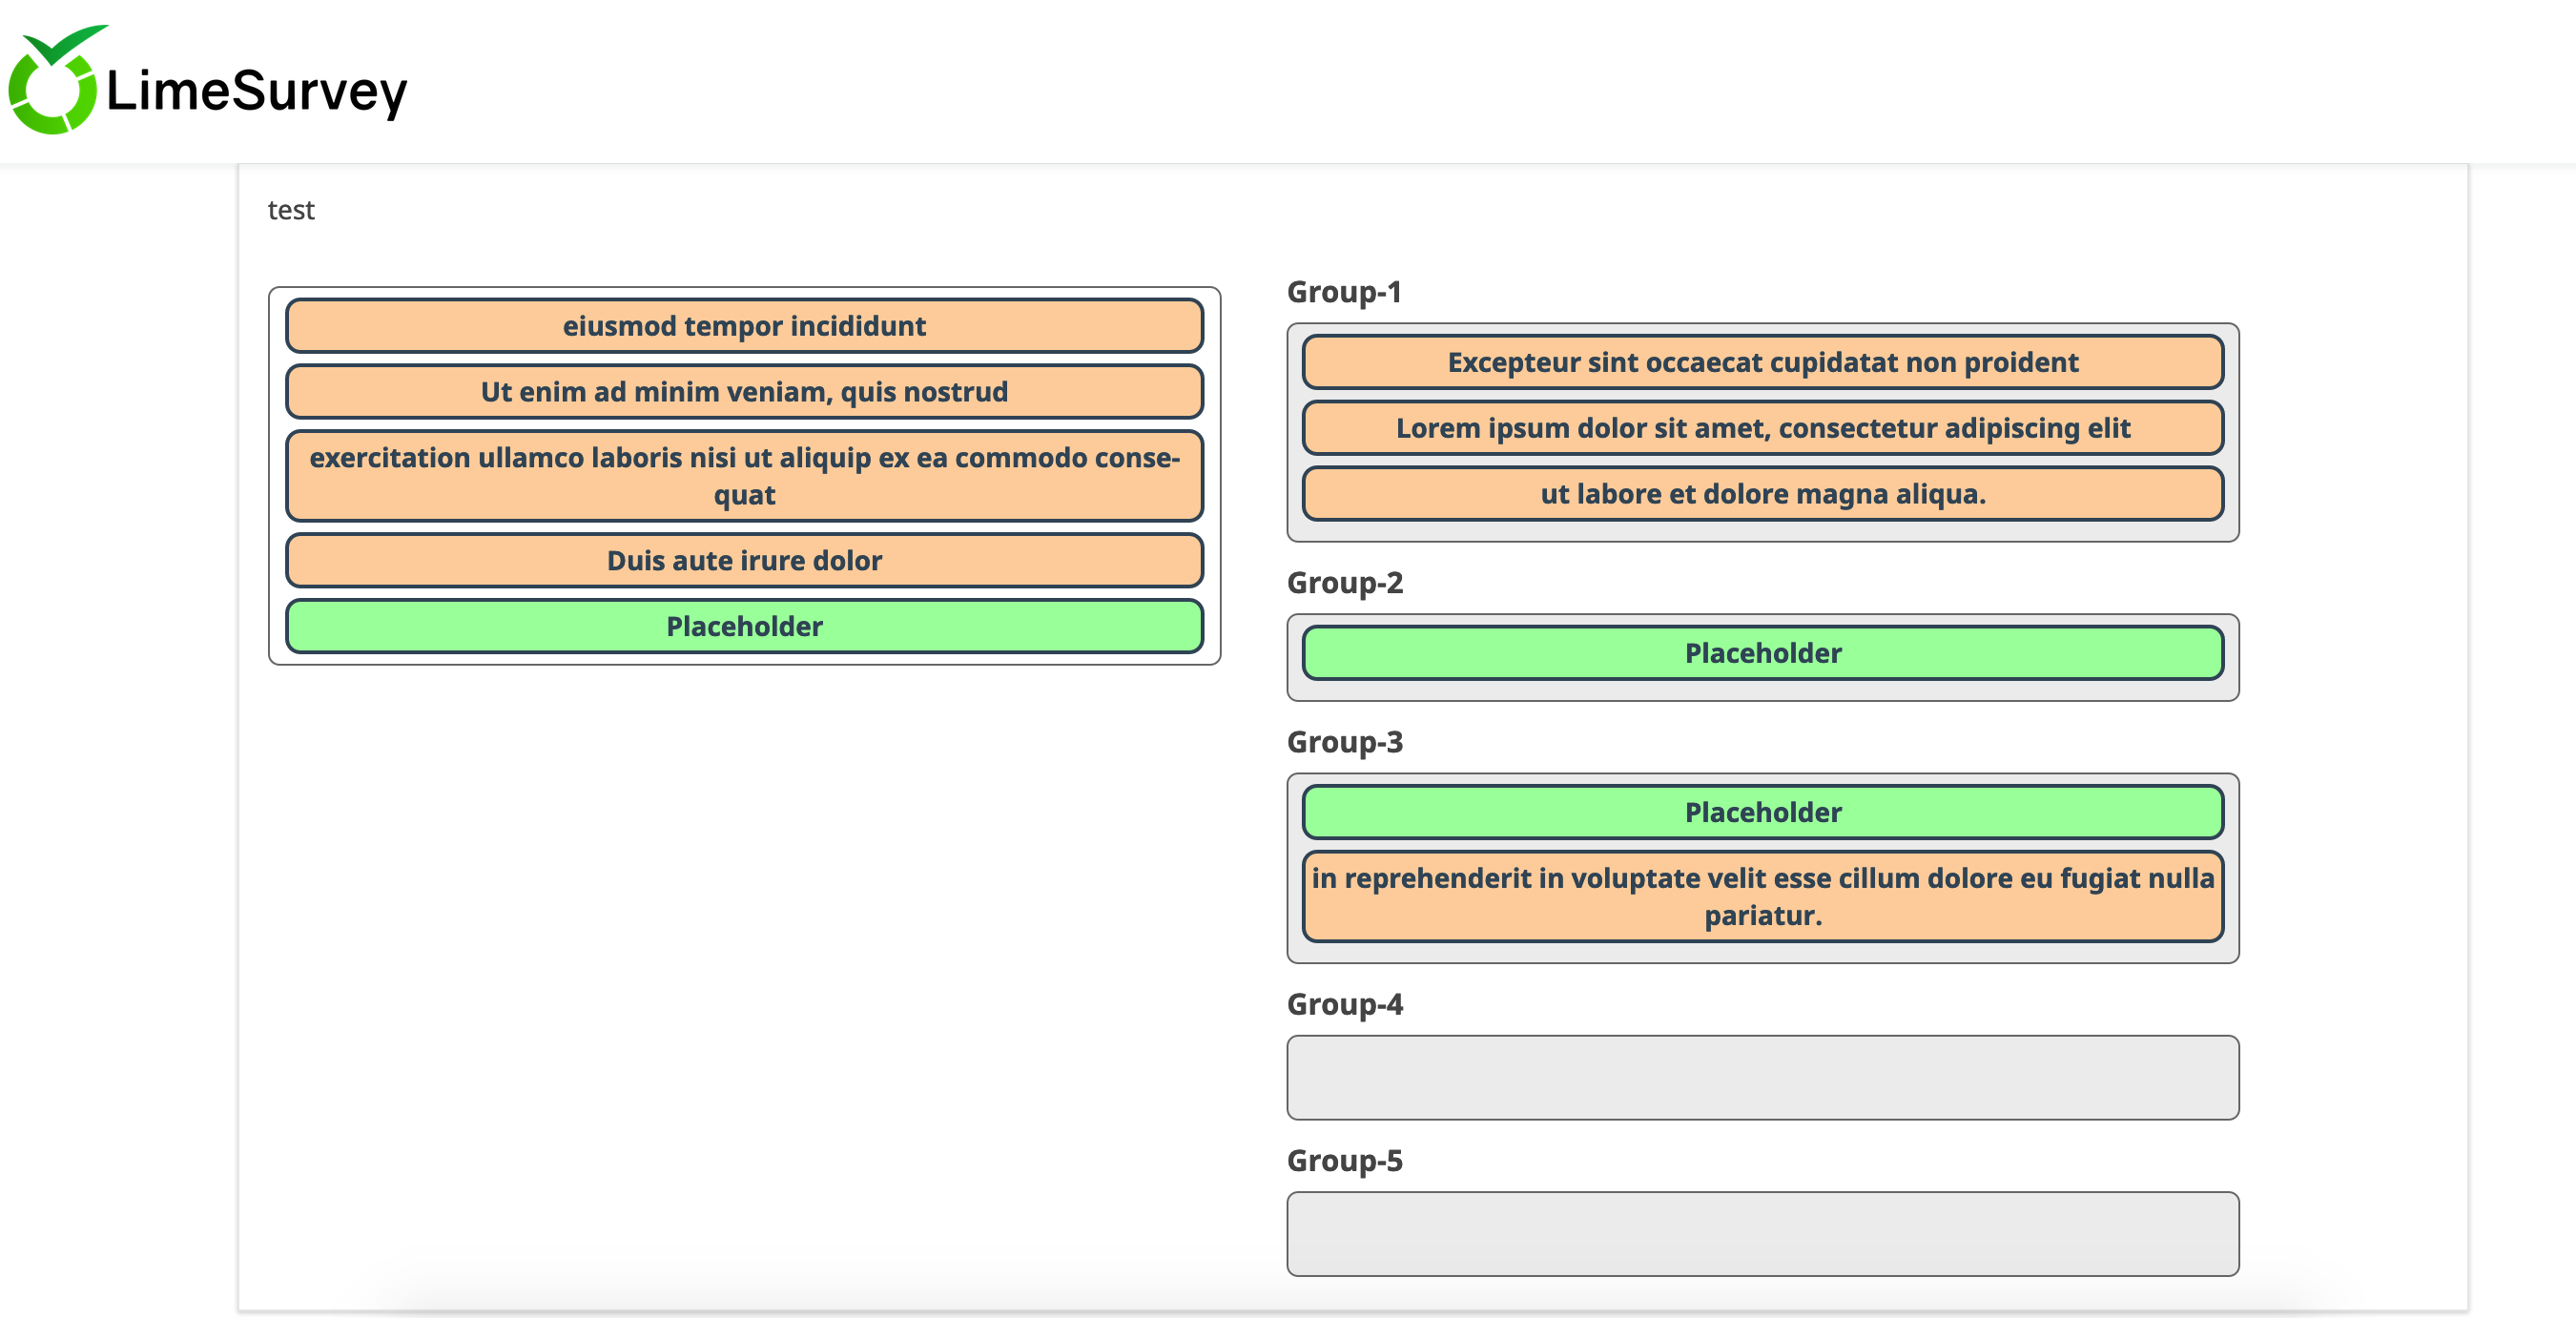 LimeSurvey
test
eiusmod tempor incididunt
Ut enim ad minim veniam, quis nostrud
exercitation ullamco laboris nisi ut aliquip ex ea commodo conse-
quat
Duis aute irure dolor
Placeholder
Group-1
Excepteur sint occaecat cupidatat non proident
Lorem ipsum dolor sit amet, consectetur adipiscing elit
ut labore et dolore magna aliqua.
Group-2
Placeholder
Group-3
Placeholder
in reprehenderit in voluptate velit esse cillum dolore eu fugiat nulla
pariatur.
Group-4
Group-5